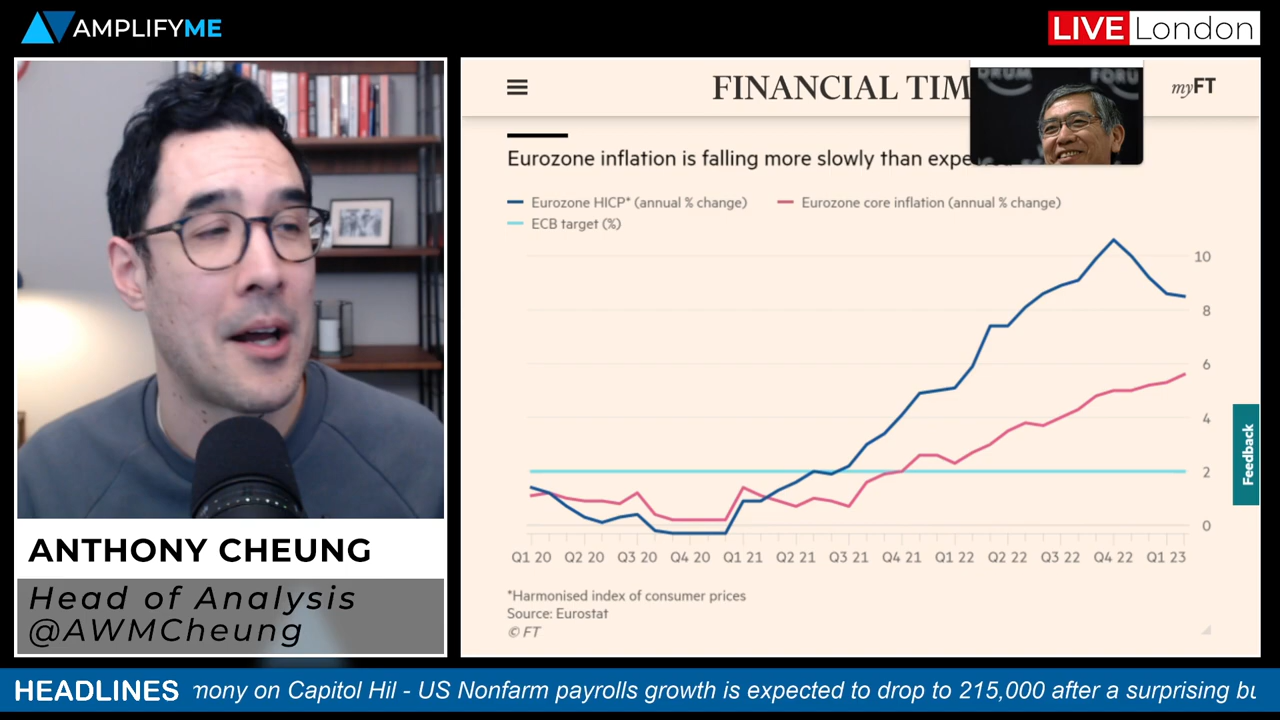 AMPLIFYME
LIVE London
FINANCIAL TIM
myFT
DRUM
FORU
Eurozone inflation is falling more slowly than
Eurozone HICP* (annual % change)
Eurozone core inflation (annual % change)
ECB target (%)
10
8
6
4
2
0
Q1 20 Q2 20 Q3 20 Q4 20 Q1 21 Q2 21 Q3 21 Q4 21 Q1 22 Q2 22 Q3 22 Q4 22 Q1 23
*Harmonised index of consumer prices
Source: Eurostat
© FT
Feedback
ANTHONY CHEUNG
Head of Analysis
@AWMCheung
HEADLINES mony on Capitol Hil - US Nonfarm payrolls growth is expected to drop to 215,000 after a surprising bu